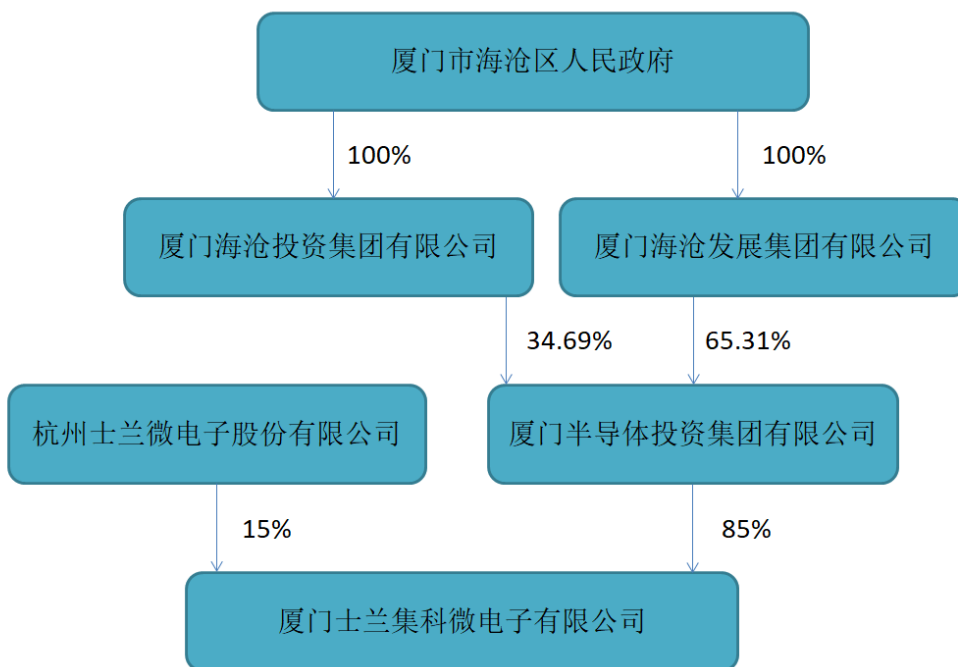 厦门市海沧区人民政府
100%
100%
厦门海沧投资集团有限公司
厦门海沧发展集团有限公司
34.69%
65.31%
杭州士兰微电子股份有限公司
厦门半导体投资集团有限公司
15%
85%
厦门士兰集科微电子有限公司